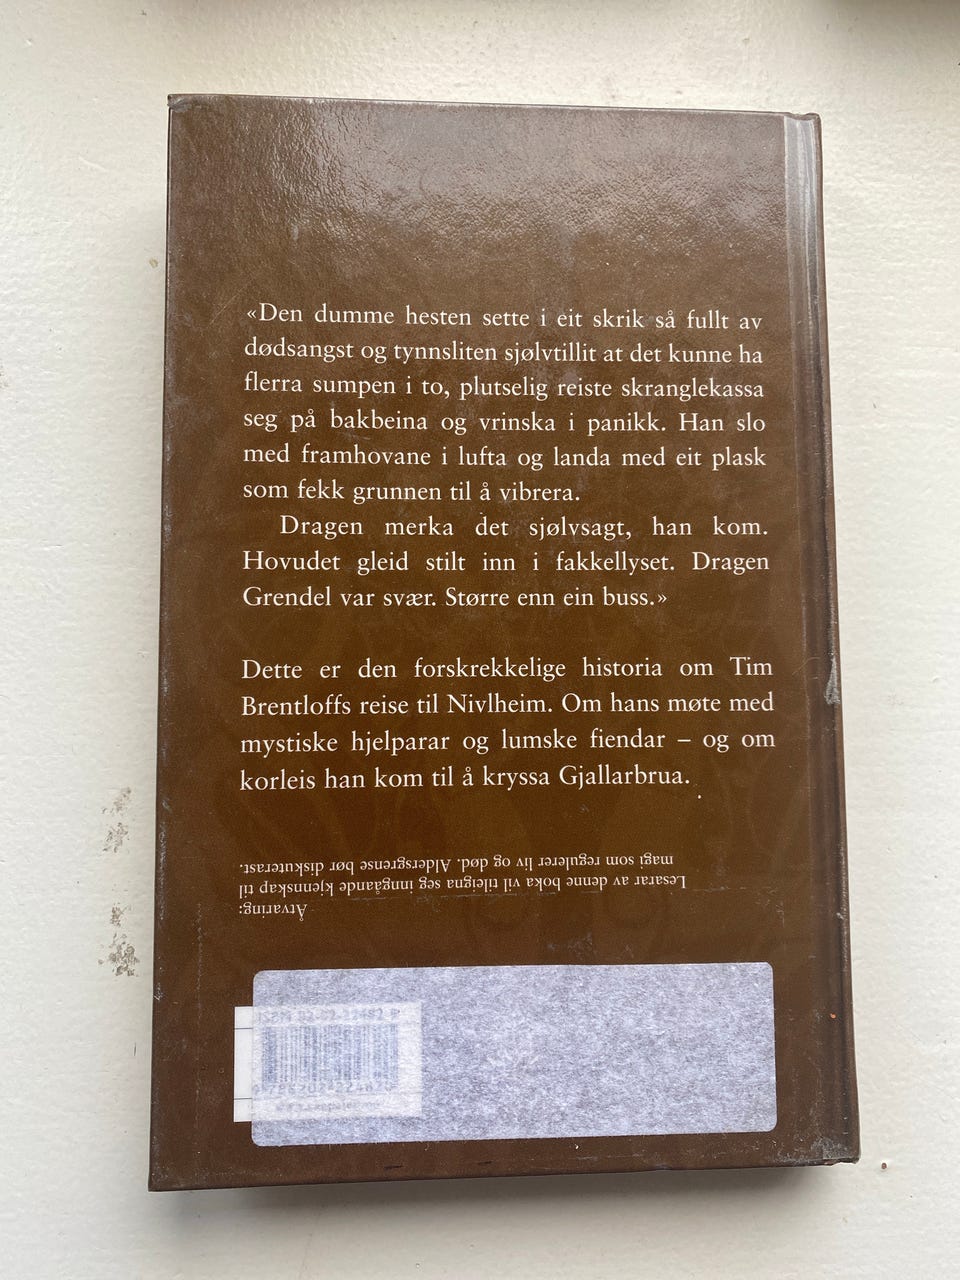 «Den dumme hesten sette i eit skrik så fullt av
dødsangst og tynnsliten sjølvtillit at det kunne ha
flerra sumpen i to, plutselig reiste skranglekassa
seg på bakbeina og vrinska i panikk. Han slo
med framhovane i lufta og landa med eit plask
som fekk grunnen til å vibrera.
Dragen merka det sjølvsagt, han kom.
Hovudet gleid stilt inn i fakkellyset. Dragen
Grendel var svær. Større enn ein buss.»
Dette er den forskrekkelige historia om Tim
Brentloffs reise til Nivlheim. Om hans møte med
mystiske hjelparar og lumske fiendar – og om
korleis han kom til å kryssa Gjallarbrua.
Åtvaring:
Lesarar av denne boka vil tileigna seg inngåande kjennskap til
magi som regulerer liv og død. Aldersgrense bør diskuterast.
ISBN